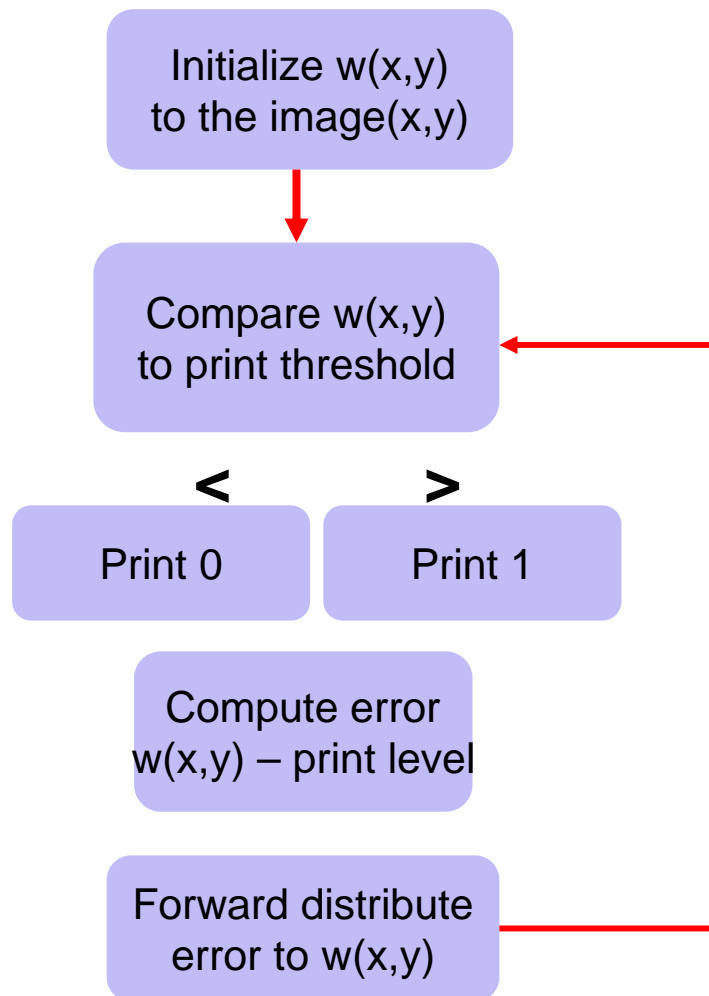 Initialize w(x,y)
to the image(x,y)
Compare w(x,y)
to print threshold
< >
Print 0 Print 1
Compute error
w(x,y) – print level
Forward distribute
error to w(x,y)